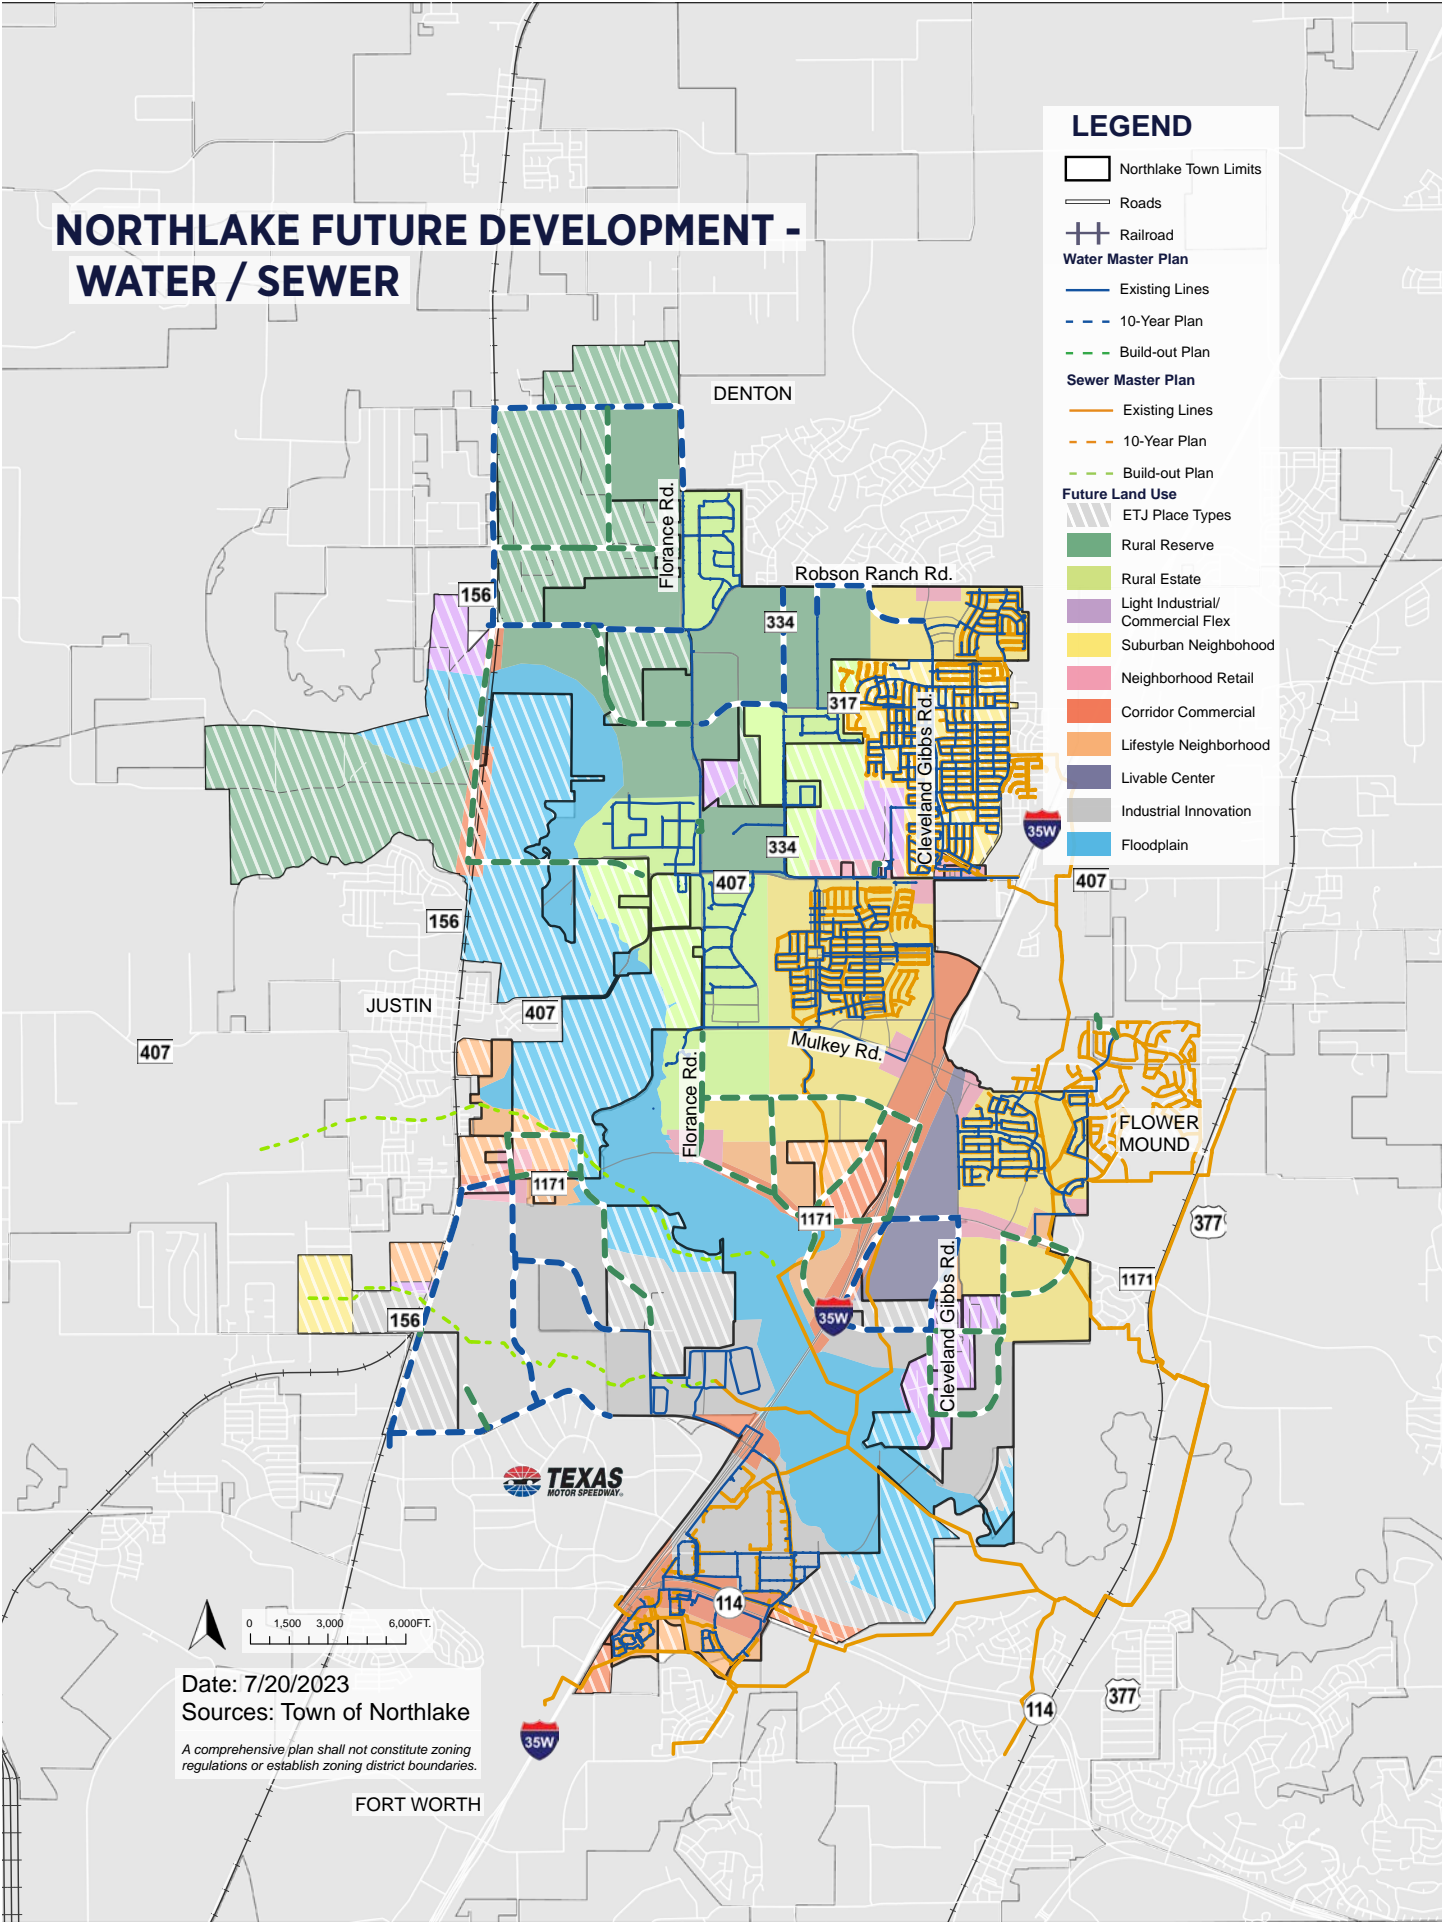 NORTHLAKE FUTURE DEVELOPMENT -
WATER / SEWER
LEGEND
Northlake Town Limits
Roads
Railroad
Water Master Plan
Existing Lines
10-Year Plan
Build-out Plan
Sewer Master Plan
Existing Lines
10-Year Plan
Build-out Plan
Future Land Use
ETJ Place Types
Rural Reserve
Rural Estate
Light Industrial/
Commercial Flex
Suburban Neighbohood
Neighborhood Retail
Corridor Commercial
Lifestyle Neighborhood
Livable Center
Industrial Innovation
Floodplain
DENTON
Florance Rd.
Robson Ranch Rd.
156
334
317
Cleveland Gibbs Rd.
35W
334
407
407
156
JUSTIN
407
407
Mulkey Rd.
Florance Rd.
FLOWER
MOUND
1171
1171
377
Cleveland Gibbs Rd.
1171
156
35W
TEXAS
MOTOR SPEEDWAY
114
0 1,500 3,000 6,000FT.
Date: 7/20/2023
Sources: Town of Northlake
A comprehensive plan shall not constitute zoning
regulations or establish zoning district boundaries.
377
114
35W
FORT WORTH